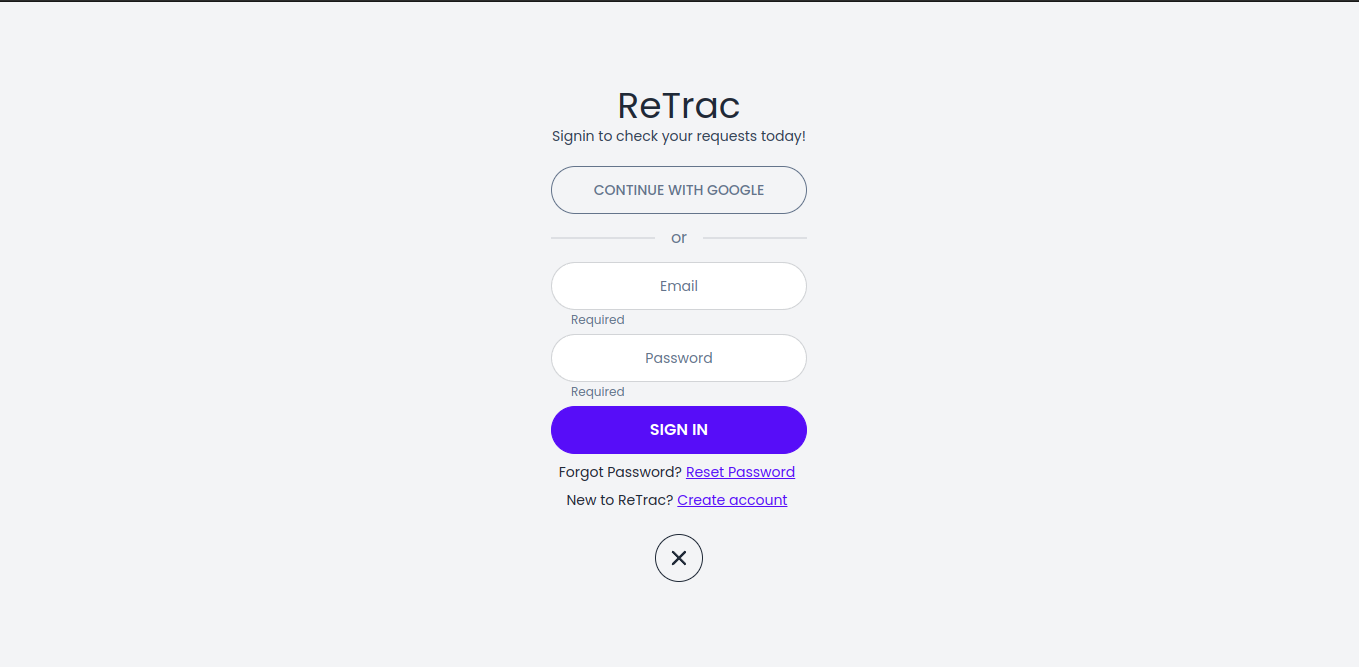 ReTrac
Signin to check your requests today!
CONTINUE WITH GOOGLE
or
Email
Required
Password
Required
SIGN IN
Forgot Password? Reset Password
New to ReTrac? Create account